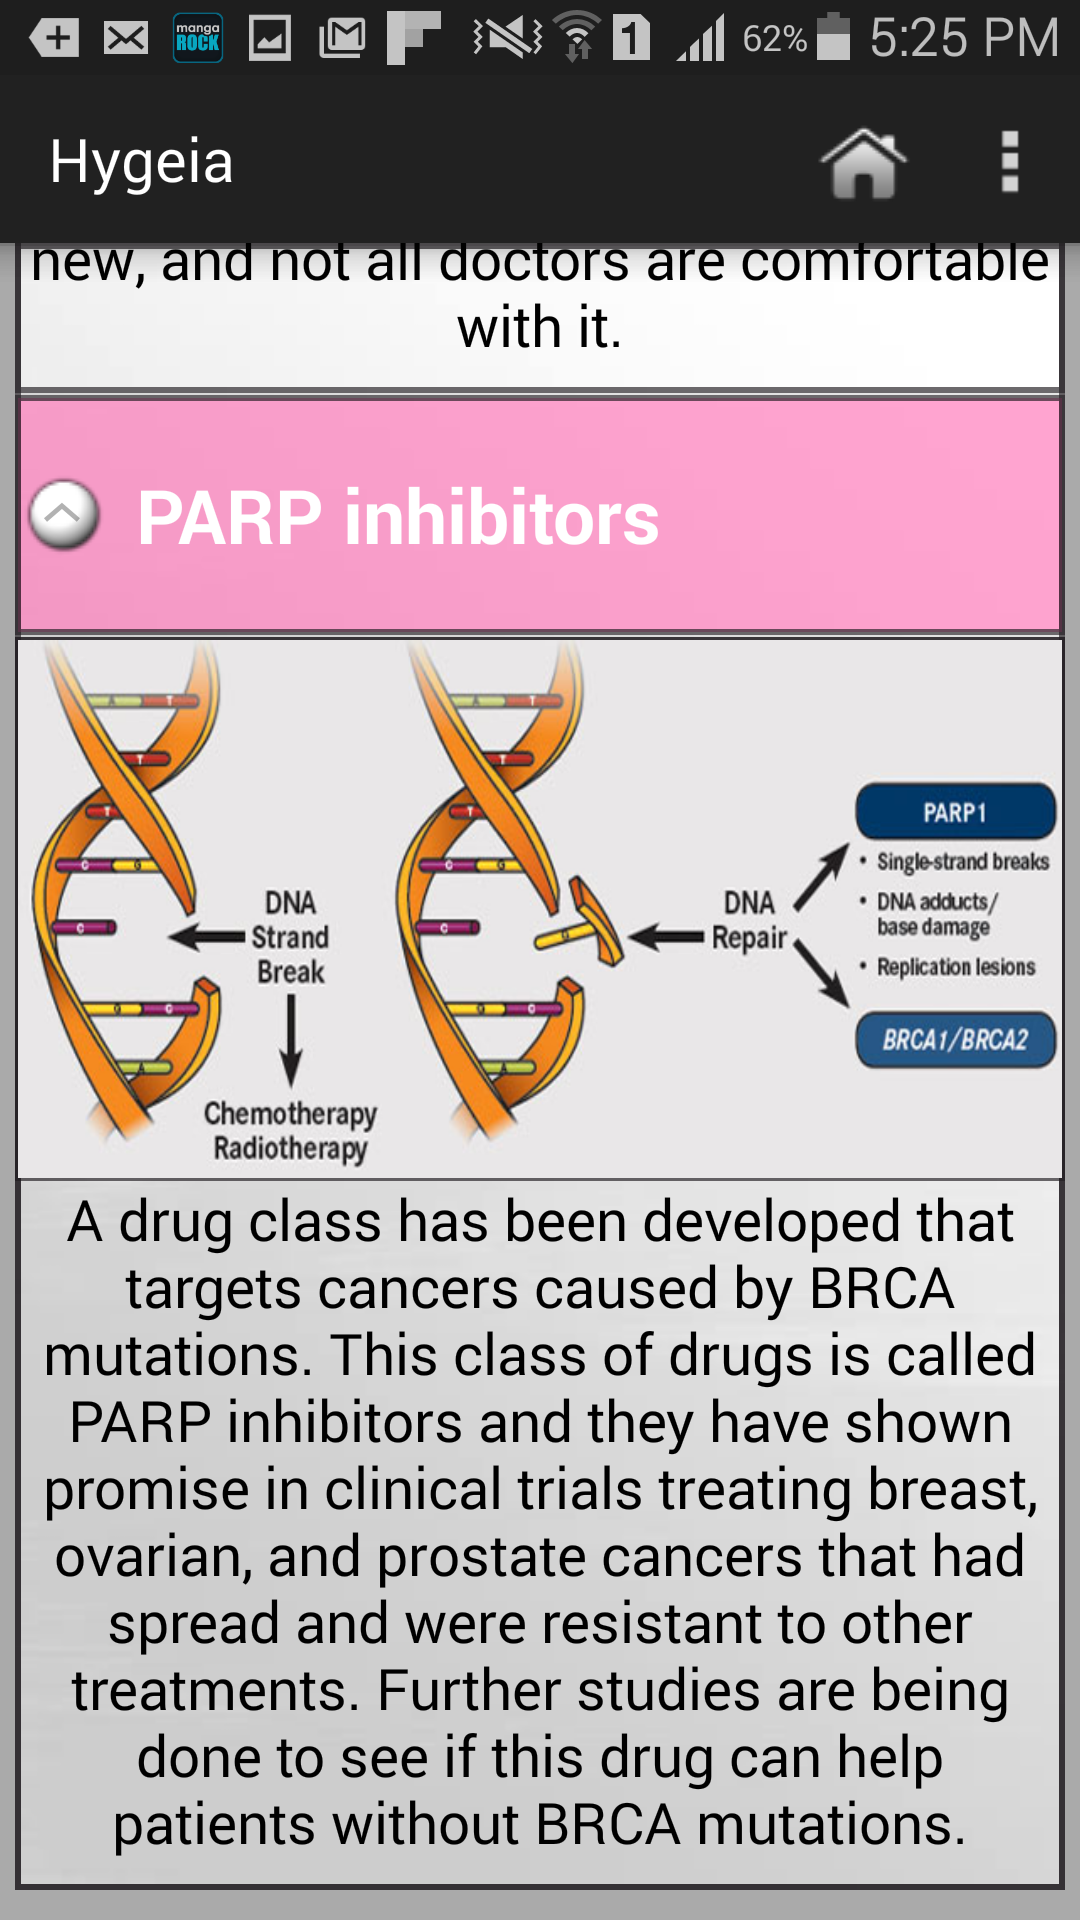 manga
ROCK
1
62%
5:25 PM
Hygeia
new, and not all doctors are comfortable
with it.
PARP inhibitors
A T
T
T
C G
C
G C
A
DNA
Strand
Break
Chemotherapy
Radiotherapy
A T
T
T
C G
C
G
G C
A
DNA
Repair
PARP1
• Single-strand breaks
• DNA adducts/
base damage
• Replication lesions
BRCA1/BRCA2
A drug class has been developed that
targets cancers caused by BRCA
mutations. This class of drugs is called
PARP inhibitors and they have shown
promise in clinical trials treating breast,
ovarian, and prostate cancers that had
spread and were resistant to other
treatments. Further studies are being
done to see if this drug can help
patients without BRCA mutations.